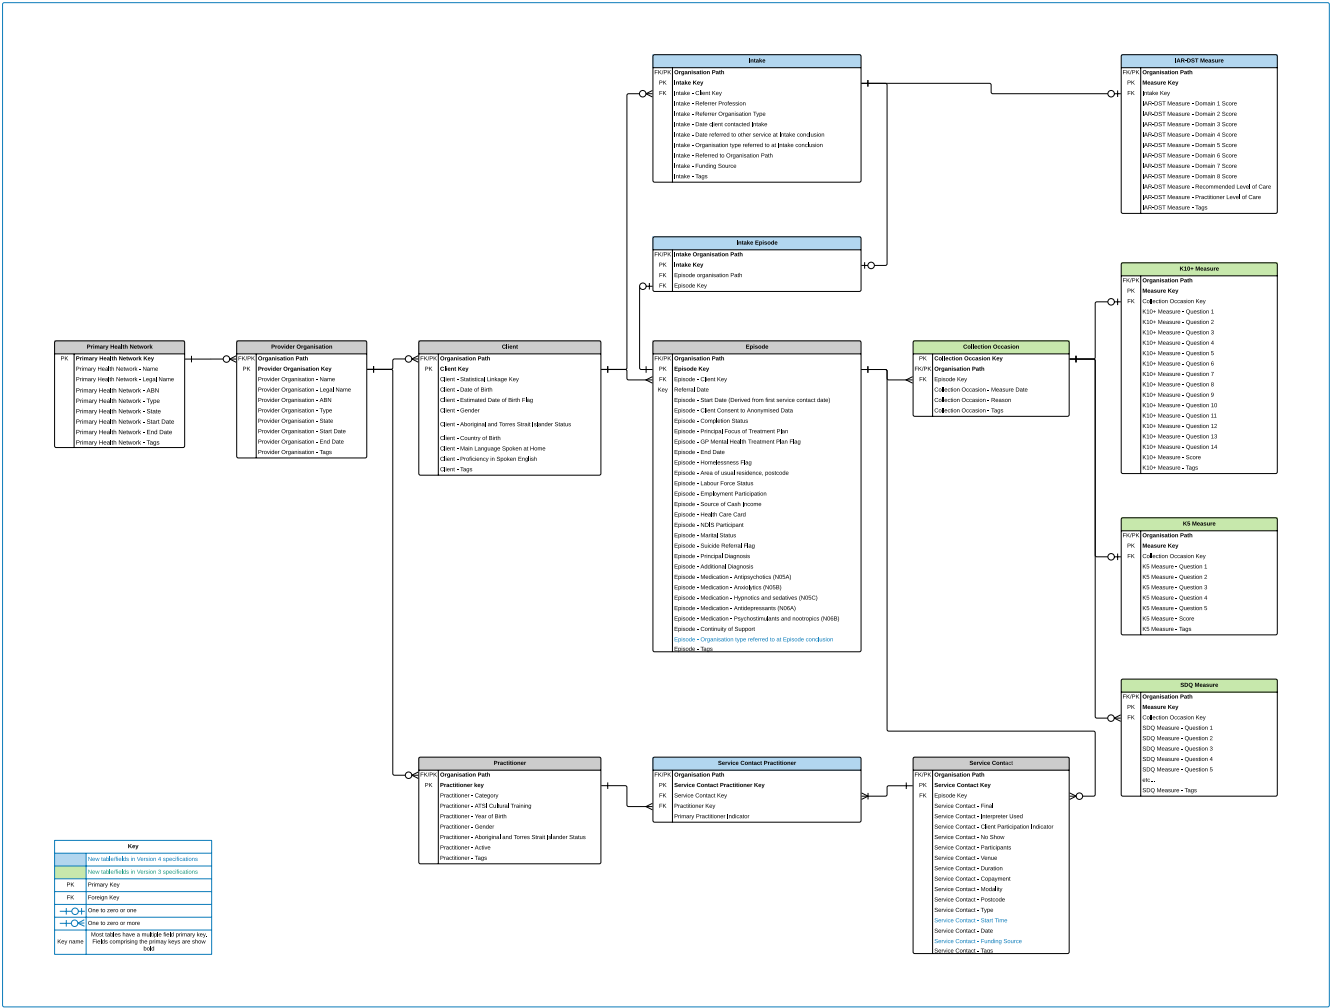 Intake
FK/PK Organisation Path
PK Intake Key
FK Intake - Client Key
Intake - Referrer Profession
Intake - Referrer Organisation Type
Intake - Date client contacted Intake
Intake - Date referred to other service at Intake conclusion
Intake - Organisation type referred to at Intake conclusion
Intake - Referred to Organisation Path
Intake - Funding Source
Intake - Tags
IAR-DST Measure
FK/PK Organisation Path
PK Measure Key
FK Intake Key
IAR-DST Measure - Domain 1 Score
IAR-DST Measure - Domain 2 Score
IAR-DST Measure - Domain 3 Score
IAR-DST Measure - Domain 4 Score
IAR-DST Measure - Domain 5 Score
IAR-DST Measure - Domain 6 Score
IAR-DST Measure - Domain 7 Score
IAR-DST Measure - Domain 8 Score
IAR-DST Measure - Recommended Level of Care
IAR-DST Measure - Practitioner Level of Care
IAR-DST Measure - Tags
Intake Episode
FK/PK Intake Organisation Path
PK Intake Key
FK Episode organisation Path
FK Episode Key
K10+ Measure
FK/PK Organisation Path
PK Measure Key
FK Collection Occasion Key
K10+ Measure - Question 1
K10+ Measure - Question 2
K10+ Measure - Question 3
K10+ Measure - Question 4
K10+ Measure - Question 5
K10+ Measure - Question 6
K10+ Measure - Question 7
K10+ Measure - Question 8
K10+ Measure - Question 9
K10+ Measure - Question 10
K10+ Measure - Question 11
K10+ Measure - Question 12
K10+ Measure - Question 13
K10+ Measure - Question 14
K10+ Measure - Score
K10+ Measure - Tags
Primary Health Network
PK Primary Health Network Key
Primary Health Network - Name
Primary Health Network - Legal Name
Primary Health Network - ABN
Primary Health Network - Type
Primary Health Network - State
Primary Health Network - Start Date
Primary Health Network - End Date
Primary Health Network - Tags
Provider Organisation
FK/PK Organisation Path
PK Provider Organisation Key
Provider Organisation - Name
Provider Organisation - Legal Name
Provider Organisation - ABN
Provider Organisation - Type
Provider Organisation - State
Provider Organisation - Start Date
Provider Organisation - End Date
Provider Organisation - Tags
Client
FK/PK Organisation Path
PK Client Key
Client - Statistical Linkage Key
Client - Date of Birth
Client - Estimated Date of Birth Flag
Client - Gender
Client - Aboriginal and Torres Strait Islander Status
Client - Country of Birth
Client - Main Language Spoken at Home
Client - Proficiency in Spoken English
Client - Tags
Episode
FK/PK Organisation Path
PK Episode Key
FK Episode - Client Key
Key Referral Date
Episode - Start Date (Derived from first service contact date)
Episode - Client Consent to Anonymised Data
Episode - Completion Status
Episode - Principal Focus of Treatment Plan
Episode - GP Mental Health Treatment Plan Flag
Episode - End Date
Episode - Homelessness Flag
Episode - Area of usual residence, postcode
Episode - Labour Force Status
Episode - Employment Participation
Episode - Source of Cash Income
Episode - Health Care Card
Episode - NDIS Participant
Episode - Marital Status
Episode - Suicide Referral Flag
Episode - Principal Diagnosis
Episode - Additional Diagnosis
Episode - Medication - Antipsycholtics (N05A)
Episode - Medication - Anxiolytics (N05B)
Episode - Medication - Hypnotics and sedatives (N05C)
Episode - Medication - Antidepressants (N06A)
Episode - Medication - Psychostimulants and nootropics (N06B)
Episode - Continuity of Support
Episode - Organisation type referred to at Episode conclusion
Episode - Tags
Collection Occasion
PK Collection Occasion Key
FK/PK Organisation Path
FK Episode Key
Collection Occasion - Measure Date
Collection Occasion - Reason
Collection Occasion - Tags
K5 Measure
FK/PK Organisation Path
PK Measure Key
FK Collection Occasion Key
K5 Measure - Question 1
K5 Measure - Question 2
K5 Measure - Question 3
K5 Measure - Question 4
K5 Measure - Question 5
K5 Measure - Score
K5 Measure - Tags
SDQ Measure
FK/PK Organisation Path
PK Measure Key
FK Collection Occasion Key
SDQ Measure - Question 1
SDQ Measure - Question 2
SDQ Measure - Question 3
SDQ Measure - Question 4
SDQ Measure - Question 5
etc...
SDQ Measure - Tags
Practitioner
FK/PK Organisation Path
PK Practitioner key
Practitioner - Category
Practitioner - ATSI Cultural Training
Practitioner - Year of Birth
Practitioner - Gender
Practitioner - Aboriginal and Torres Strait Islander Status
Practitioner - Active
Practitioner - Tags
Service Contact Practitioner
FK/PK Organisation Path
PK Service Contact Practitioner Key
FK Service Contact Key
FK Practitioner Key
Primary Practitioner Indicator
Service Contact
FK/PK Organisation Path
PK Service Contact Key
FK Episode Key
Service Contact - Final
Service Contact - Interpreter Used
Service Contact - Client Participation Indicator
Service Contact - No Show
Service Contact - Participants
Service Contact - Venue
Service Contact - Duration
Service Contact - Copayment
Service Contact - Modality
Service Contact - Postcode
Service Contact - Type
Service Contact - Start Time
Service Contact - Date
Service Contact - Funding Source
Service Contact - Tags
Key
New table/fields in Version 4 specifications
New table/fields in Version 3 specifications
PK Primary Key
FK Foreign Key
One to zero or one
One to zero or more
Key name Most tables have a multiple field primary key.
Fields comprising the primay keys are show
bold